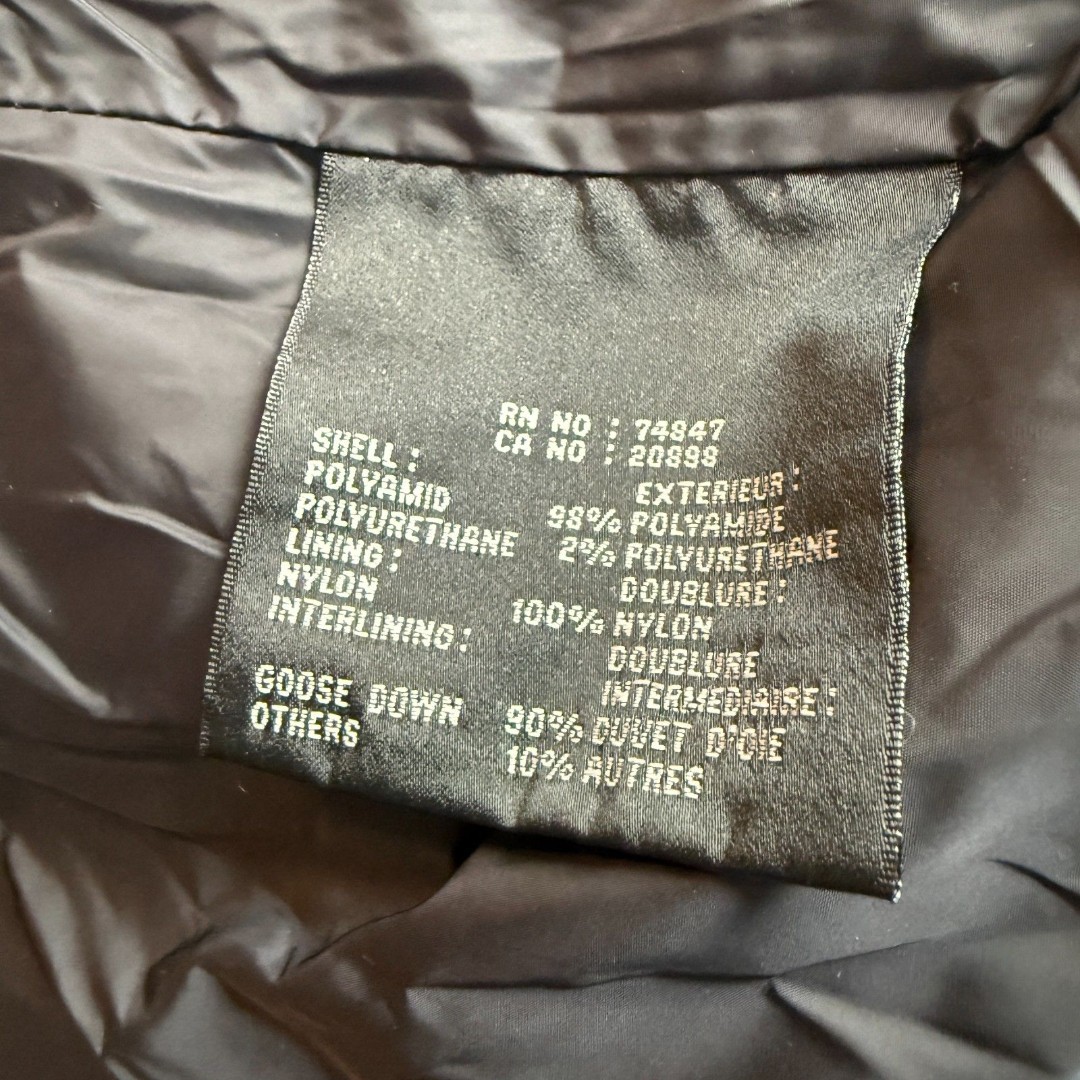 RN NO : 74847
CA NO : 20898
SHELL : EXTERIEUR :
POLYAMID 98% POLYAMIDE
POLYURETHANE 2% POLYURETHANE
LINING : DOUBLURE :
NYLON 100% NYLON
INTERLINING : DOUBLURE
INTERMEDIAIRE :
GOOSE DOWN 90% DUVET D'OIE
OTHERS 10% AUTRES